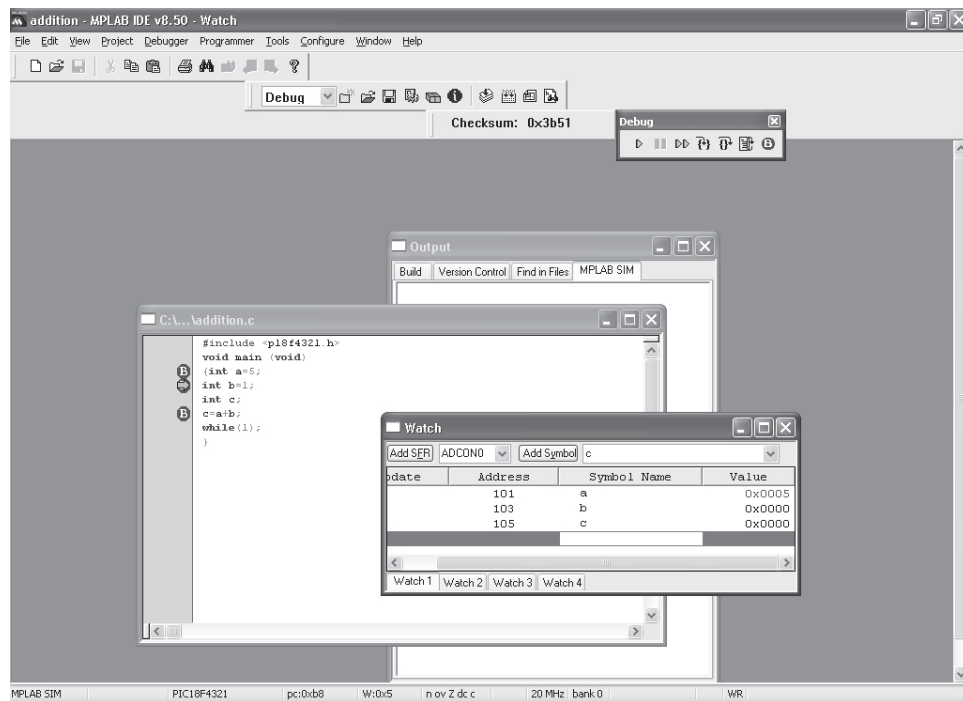 addition - MPLAB IDE v8.50 - Watch
File Edit View Project Debugger Programmer Tools Configure Window Help
Debug
Checksum: 0x3b51
Debug
Output
Build Version Control Find in Files MPLAB SIM
C:\...\addition.c
#include <p18f4321.h>
void main (void)
{int a=5;
int b=1;
int c;
c=a+b;
while(1);
}
Watch
Add SFR ADCON0 Add Symbol c
pdate Address Symbol Name Value
101 a 0x0005
103 b 0x0000
105 c 0x0000
Watch 1 Watch 2 Watch 3 Watch 4
MPLAB SIM PIC18F4321 pc:0xb8 W:0x5 n ov Z dc c 20 MHz bank 0 WR